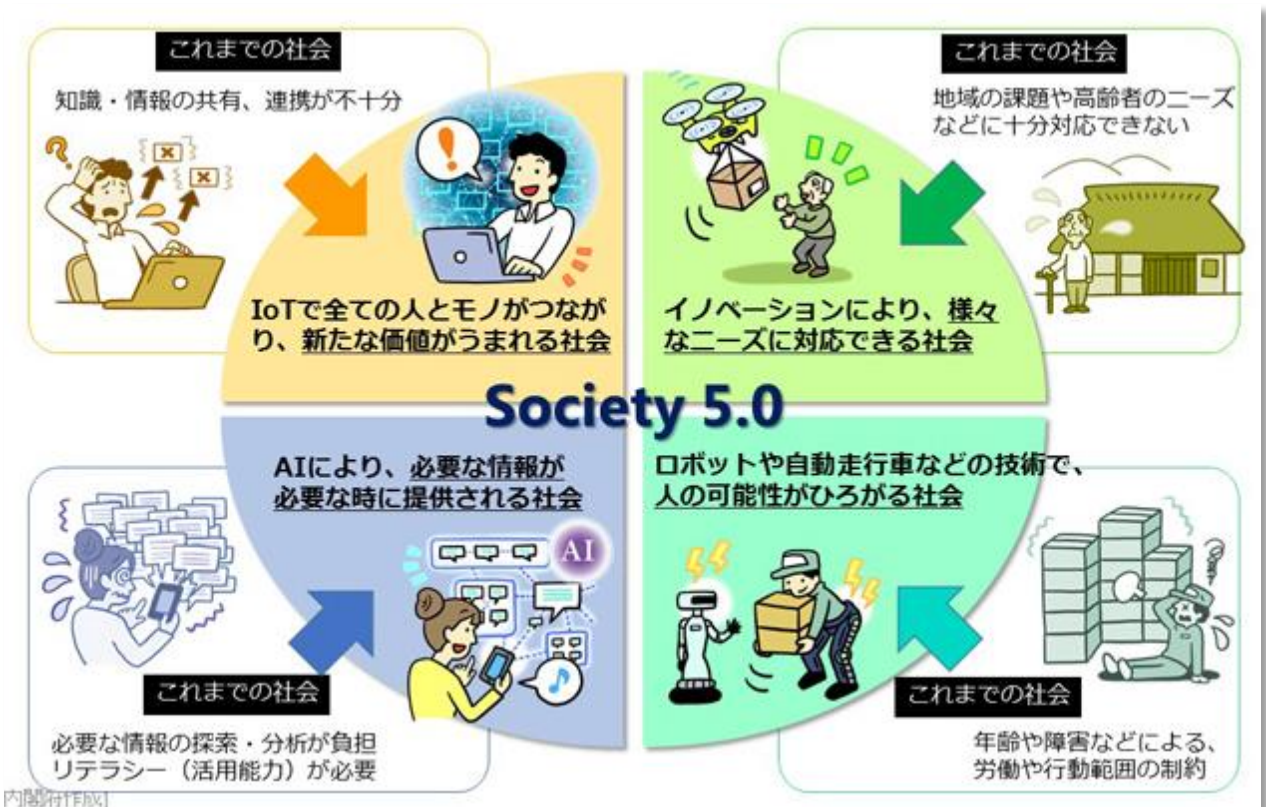 これまでの社会
知識・情報の共有、連携が不十分
IoTで全ての人とモノがつなが
り、新たな価値がうまれる社会
これまでの社会
地域の課題や高齢者のニーズ
などに十分対応できない
イノベーションにより、様々
なニーズに対応できる社会
Society 5.0
AIにより、必要な情報が
必要な時に提供される社会
AI
これまでの社会
必要な情報の探索・分析が負担
リテラシー（活用能力）が必要
ロボットや自動走行車などの技術で、
人の可能性がひろがる社会
これまでの社会
年齢や障害などによる、
労働や行動範囲の制約
[内閣府作成]